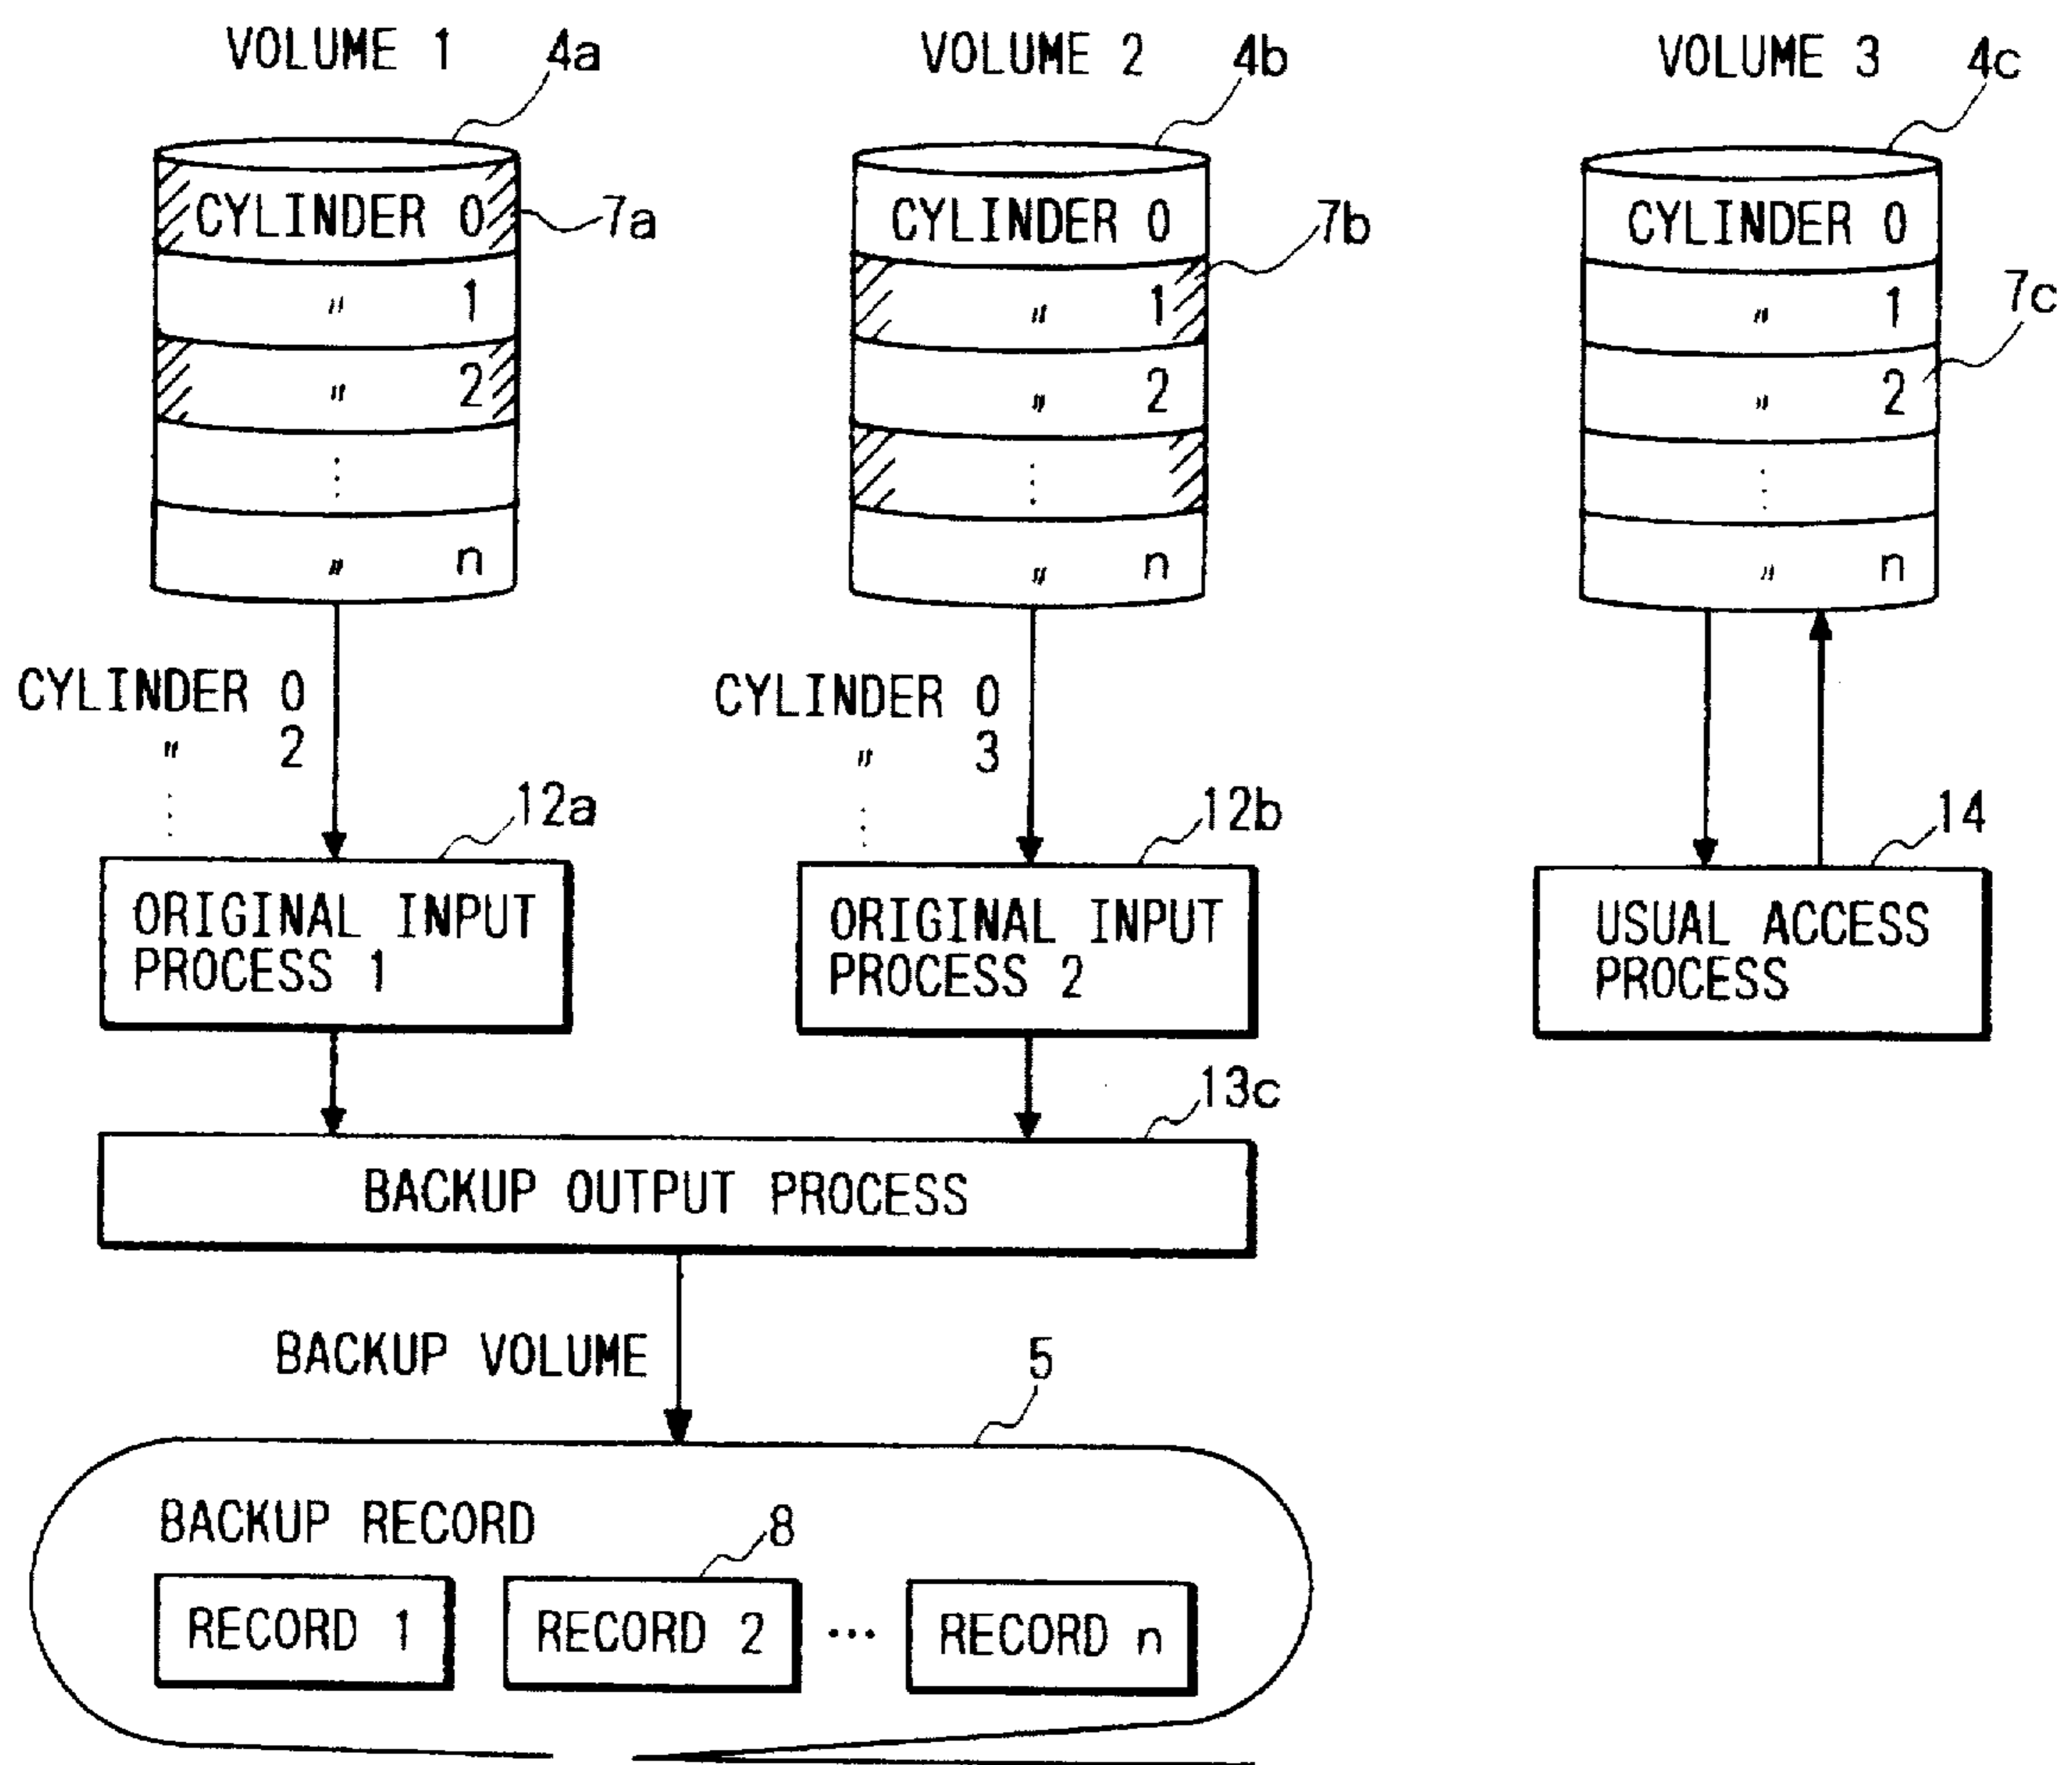 VOLUME 1
4a
VOLUME 2
4b
VOLUME 3
4c
CYLINDER 0
7a
〃 1
〃 2
〃 n
CYLINDER 0
7b
〃 1
〃 2
〃 n
CYLINDER 0
〃 1
7c
〃 2
〃 n
CYLINDER 0
〃 2
CYLINDER 0
〃 3
12a
12b
14
ORIGINAL INPUT
PROCESS 1
ORIGINAL INPUT
PROCESS 2
USUAL ACCESS
PROCESS
13c
BACKUP OUTPUT PROCESS
BACKUP VOLUME
5
BACKUP RECORD
8
RECORD 1
RECORD 2
...
RECORD n